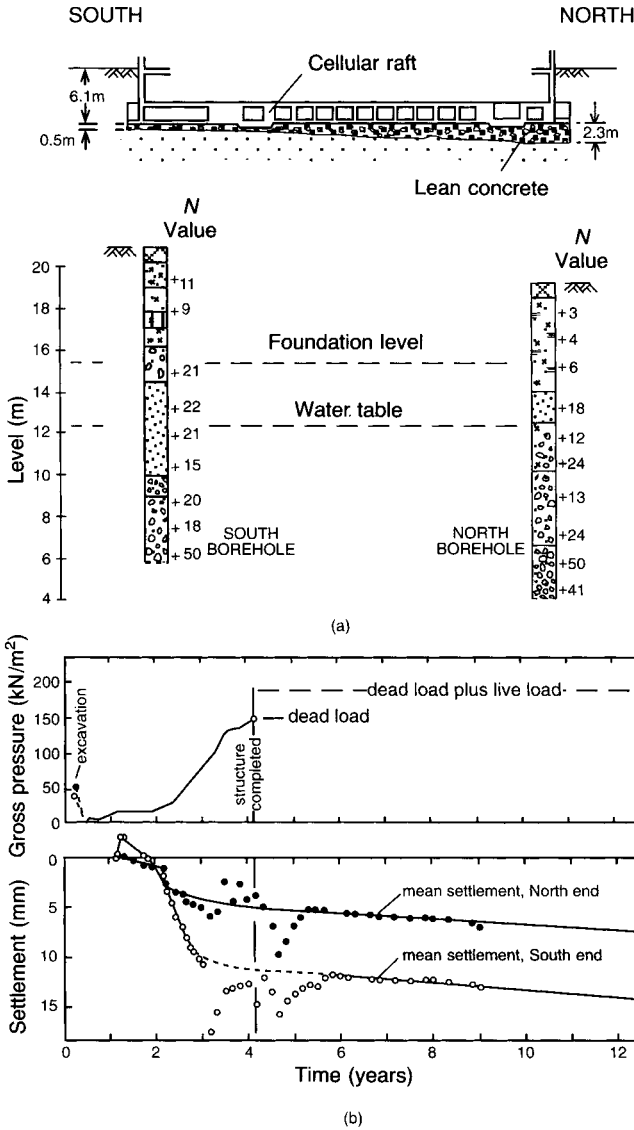 SOUTH
NORTH
Cellular raft
6.1m
0.5m
2.3m
Lean concrete
N
Value
N
Value
20
18
16
14
12
10
8
6
4
Level (m)
+11
+9
+21
+22
+21
+15
+20
+18
+50
Foundation level
Water table
SOUTH
BOREHOLE
NORTH
BOREHOLE
+3
+4
+6
+18
+12
+24
+13
+24
+50
+41
(a)
Gross pressure (kN/m²)
200
150
100
50
0
excavation
dead load plus live load
dead load
structure
completed
Settlement (mm)
0
5
10
15
mean settlement, North end
mean settlement, South end
0
2
4
6
8
10
12
Time (years)
(b)